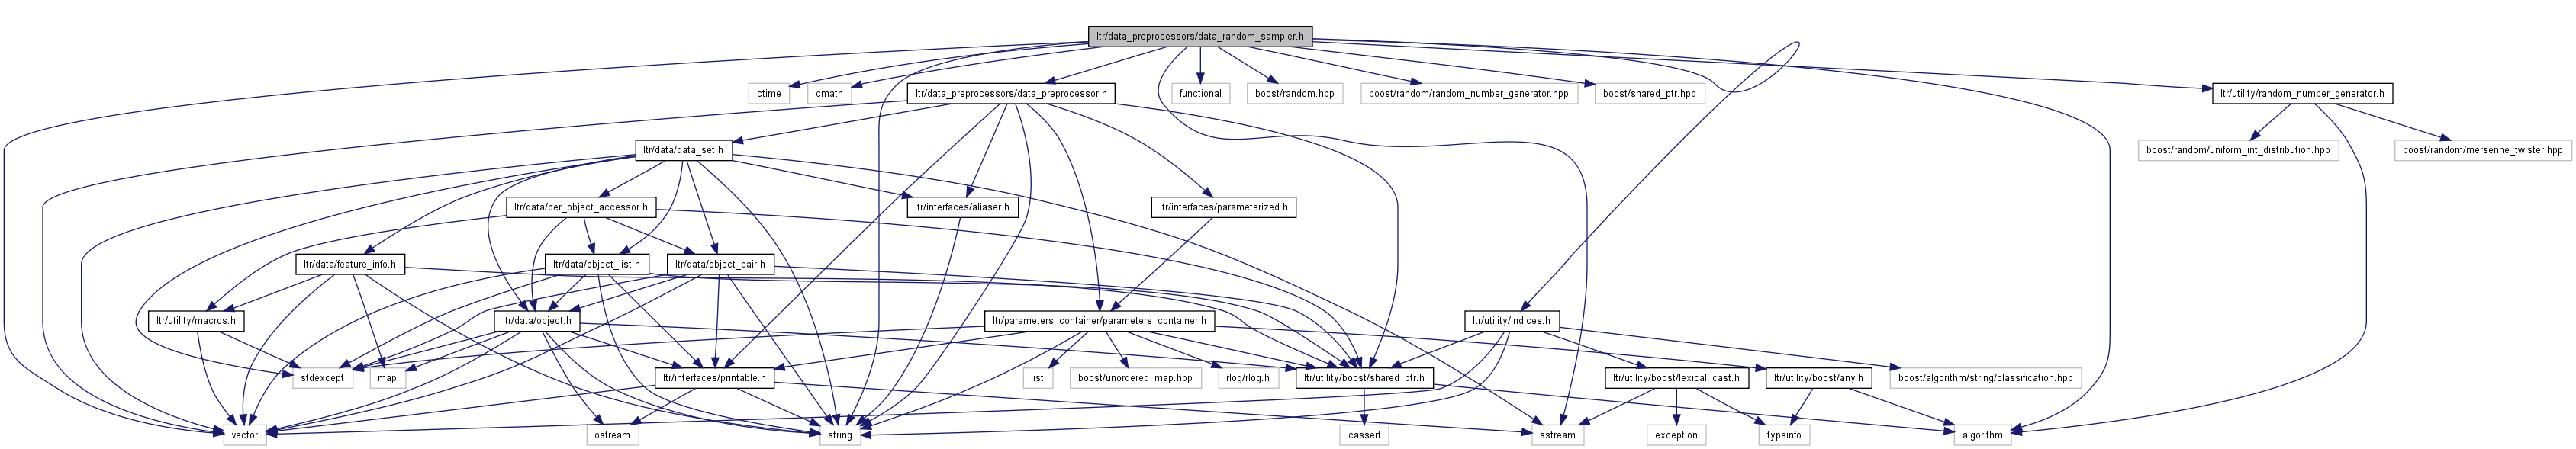 ltr/data_preprocessors/data_random_sampler.h
ctime
cmath
ltr/data_preprocessors/data_preprocessor.h
functional
boost/random.hpp
boost/random/random_number_generator.hpp
boost/shared_ptr.hpp
ltr/utility/random_number_generator.h
ltr/data/data_set.h
boost/random/uniform_int_distribution.hpp
boost/random/mersenne_twister.hpp
ltr/data/per_object_accessor.h
ltr/interfaces/aliaser.h
ltr/interfaces/parameterized.h
ltr/data/feature_info.h
ltr/data/object_list.h
ltr/data/object_pair.h
ltr/utility/macros.h
ltr/data/object.h
ltr/parameters_container/parameters_container.h
ltr/utility/indices.h
stdexcept
map
ltr/interfaces/printable.h
list
boost/unordered_map.hpp
rlog/rlog.h
ltr/utility/boost/shared_ptr.h
ltr/utility/boost/lexical_cast.h
ltr/utility/boost/any.h
boost/algorithm/string/classification.hpp
vector
ostream
string
cassert
sstream
exception
typeinfo
algorithm